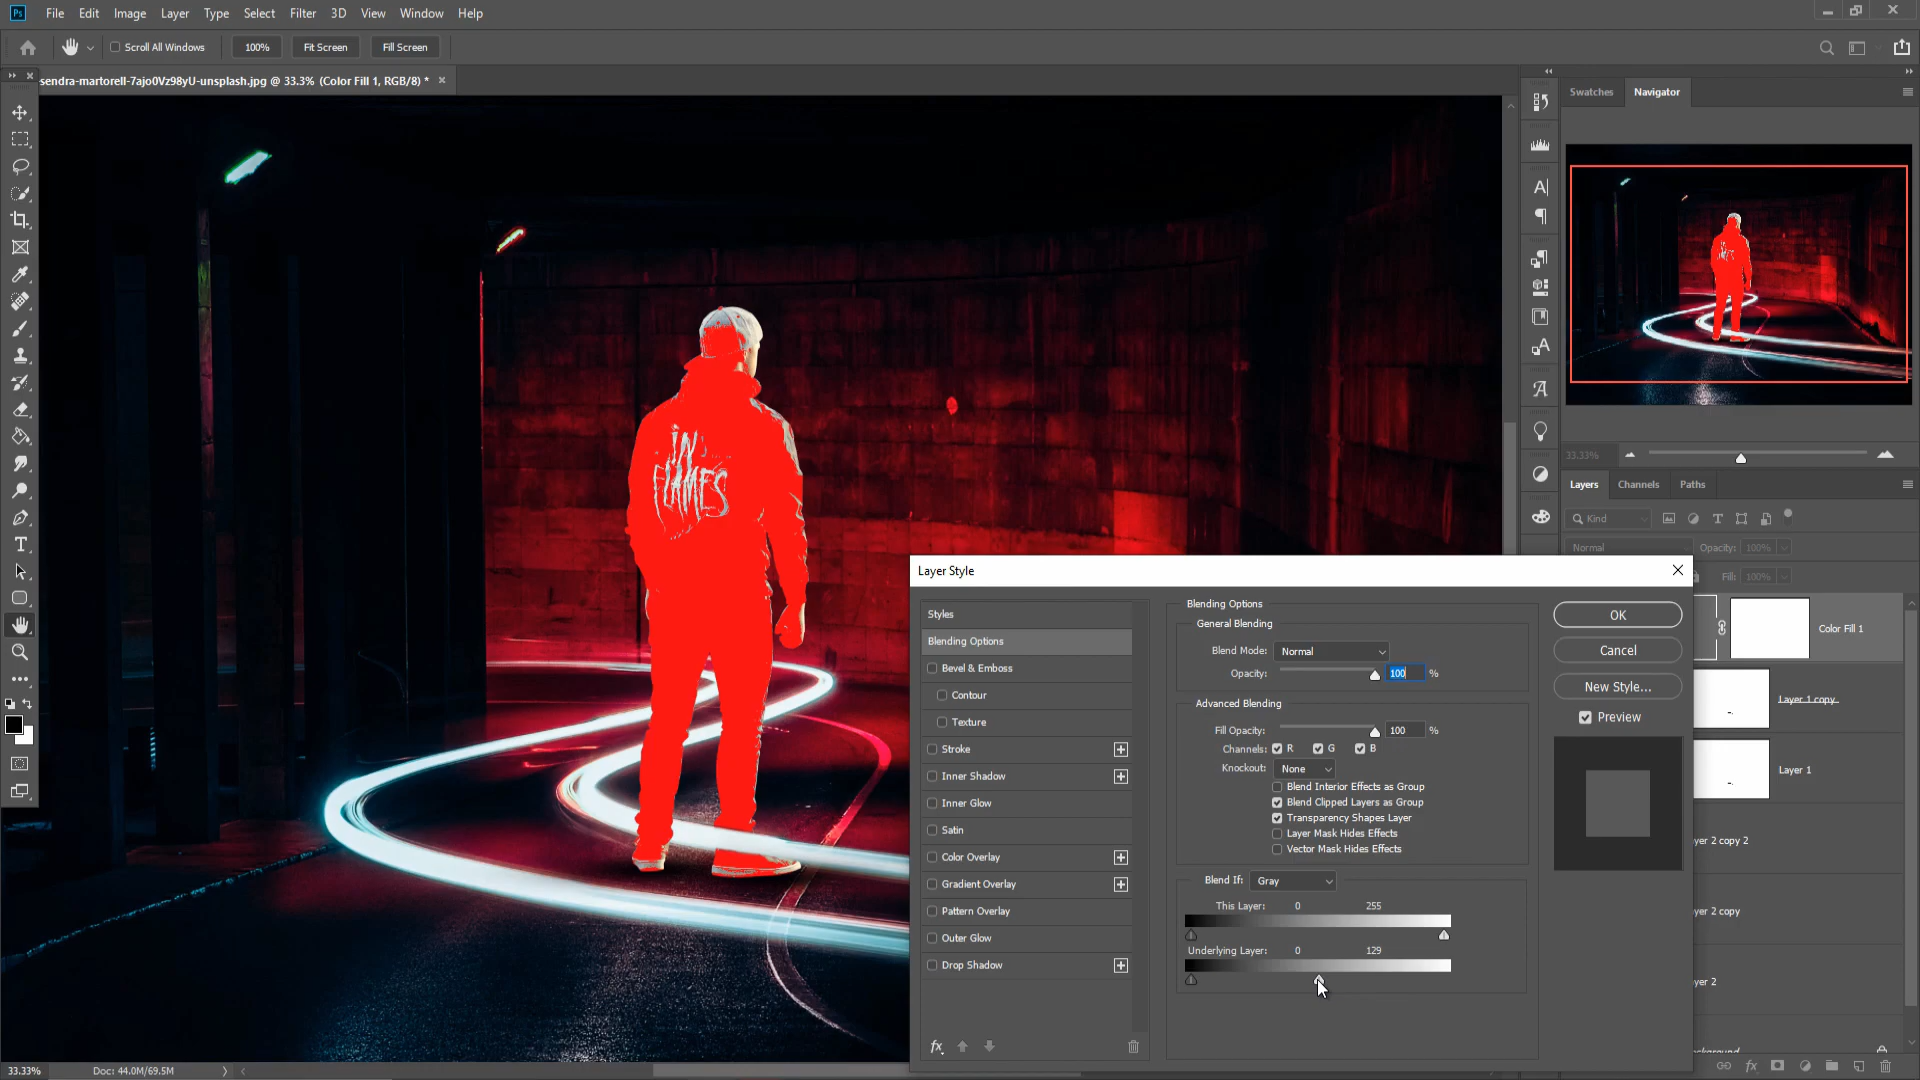 Ps File Edit Image Layer Type Select Filter 3D View Window Help
Scroll All Windows 100% Fit Screen Fill Screen
sendra-martorell-7ajo0Vz98yU-unsplash.jpg @ 33.3% (Color Fill 1, RGB/8) *
Swatches Navigator
IN
FLAMES
33.33%
Layers Channels Paths
Kind
Normal Opacity: 100%
Fill: 100%
Color Fill 1
Layer 1 copy
Layer 1
yer 2 copy 2
yer 2 copy
yer 2
Layer Style
Styles
Blending Options
Bevel & Emboss
Contour
Texture
Stroke
Inner Shadow
Inner Glow
Satin
Color Overlay
Gradient Overlay
Pattern Overlay
Outer Glow
Drop Shadow
fx
Blending Options
General Blending
Blend Mode: Normal
Opacity: 100 %
Advanced Blending
Fill Opacity: 100 %
Channels: R G B
Knockout: None
Blend Interior Effects as Group
Blend Clipped Layers as Group
Transparency Shapes Layer
Layer Mask Hides Effects
Vector Mask Hides Effects
Blend If: Gray
This Layer: 0 255
Underlying Layer: 0 129
OK
Cancel
New Style...
Preview
33.33% Doc: 44.0M/69.5M
fx